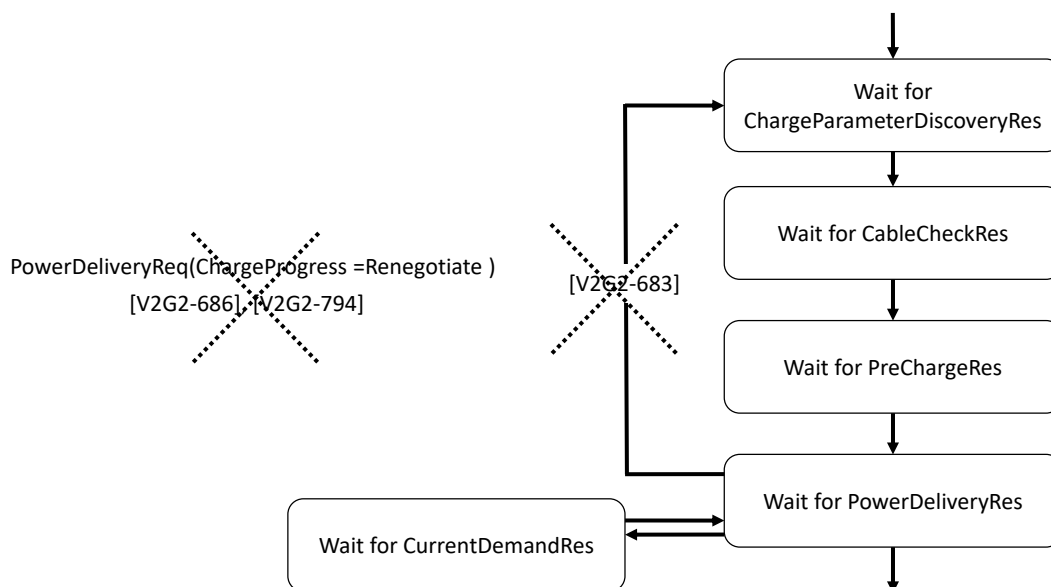 Wait for
ChargeParameterDiscoveryRes
Wait for CableCheckRes
PowerDeliveryReq(ChargeProgress =Renegotiate )
[V2G2-686], [V2G2-794]
[V2G2-683]
Wait for PreChargeRes
Wait for PowerDeliveryRes
Wait for CurrentDemandRes